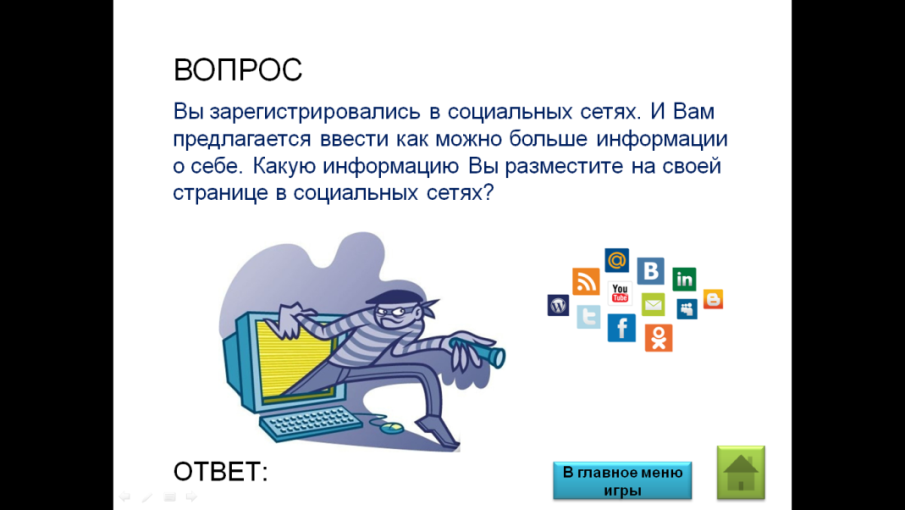 ВОПРОС
Вы зарегистрировались в социальных сетях. И Вам
предлагается ввести как можно больше информации
о себе. Какую информацию Вы разместите на своей
странице в социальных сетях?
@
B
in
You
Tube
W
t
f
ОТВЕТ:
В главное меню
игры